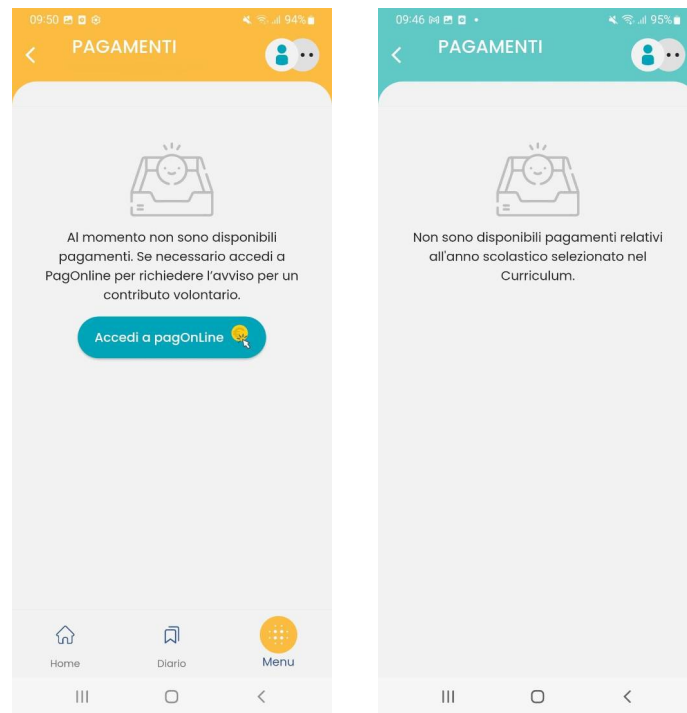 09:50 94%
PAGAMENTI
Al momento non sono disponibili
pagamenti. Se necessario accedi a
PagOnline per richiedere l'avviso per un
contributo volontario.
Accedi a pagOnLine
Home Diario Menu
09:46 95%
PAGAMENTI
Non sono disponibili pagamenti relativi
all'anno scolastico selezionato nel
Curriculum.